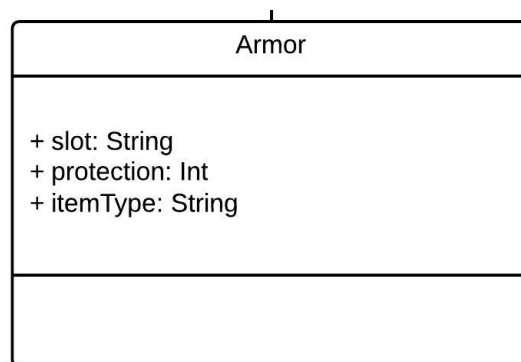 Armor
+ slot: String
+ protection: Int
+ itemType: String